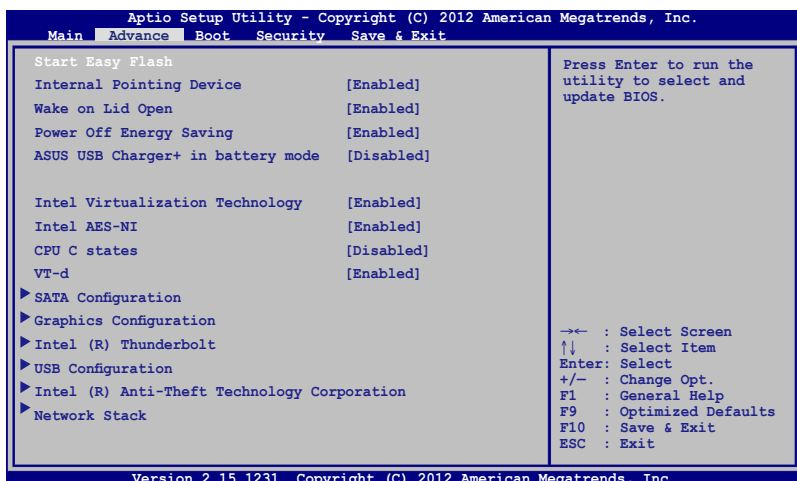 Aptio Setup Utility - Copyright (C) 2012 American Megatrends, Inc.
Main Advance Boot Security Save & Exit
Start Easy Flash
Internal Pointing Device [Enabled]
Wake on Lid Open [Enabled]
Power Off Energy Saving [Enabled]
ASUS USB Charger+ in battery mode [Disabled]
Intel Virtualization Technology [Enabled]
Intel AES-NI [Enabled]
CPU C states [Disabled]
VT-d [Enabled]
SATA Configuration
Graphics Configuration
Intel (R) Thunderbolt
USB Configuration
Intel (R) Anti-Theft Technology Corporation
Network Stack
Press Enter to run the
utility to select and
update BIOS.
→← : Select Screen
↑↓ : Select Item
Enter: Select
+/— : Change Opt.
F1 : General Help
F9 : Optimized Defaults
F10 : Save & Exit
ESC : Exit
Version 2.15.1231. Copyright (C) 2012 American Megatrends, Inc.